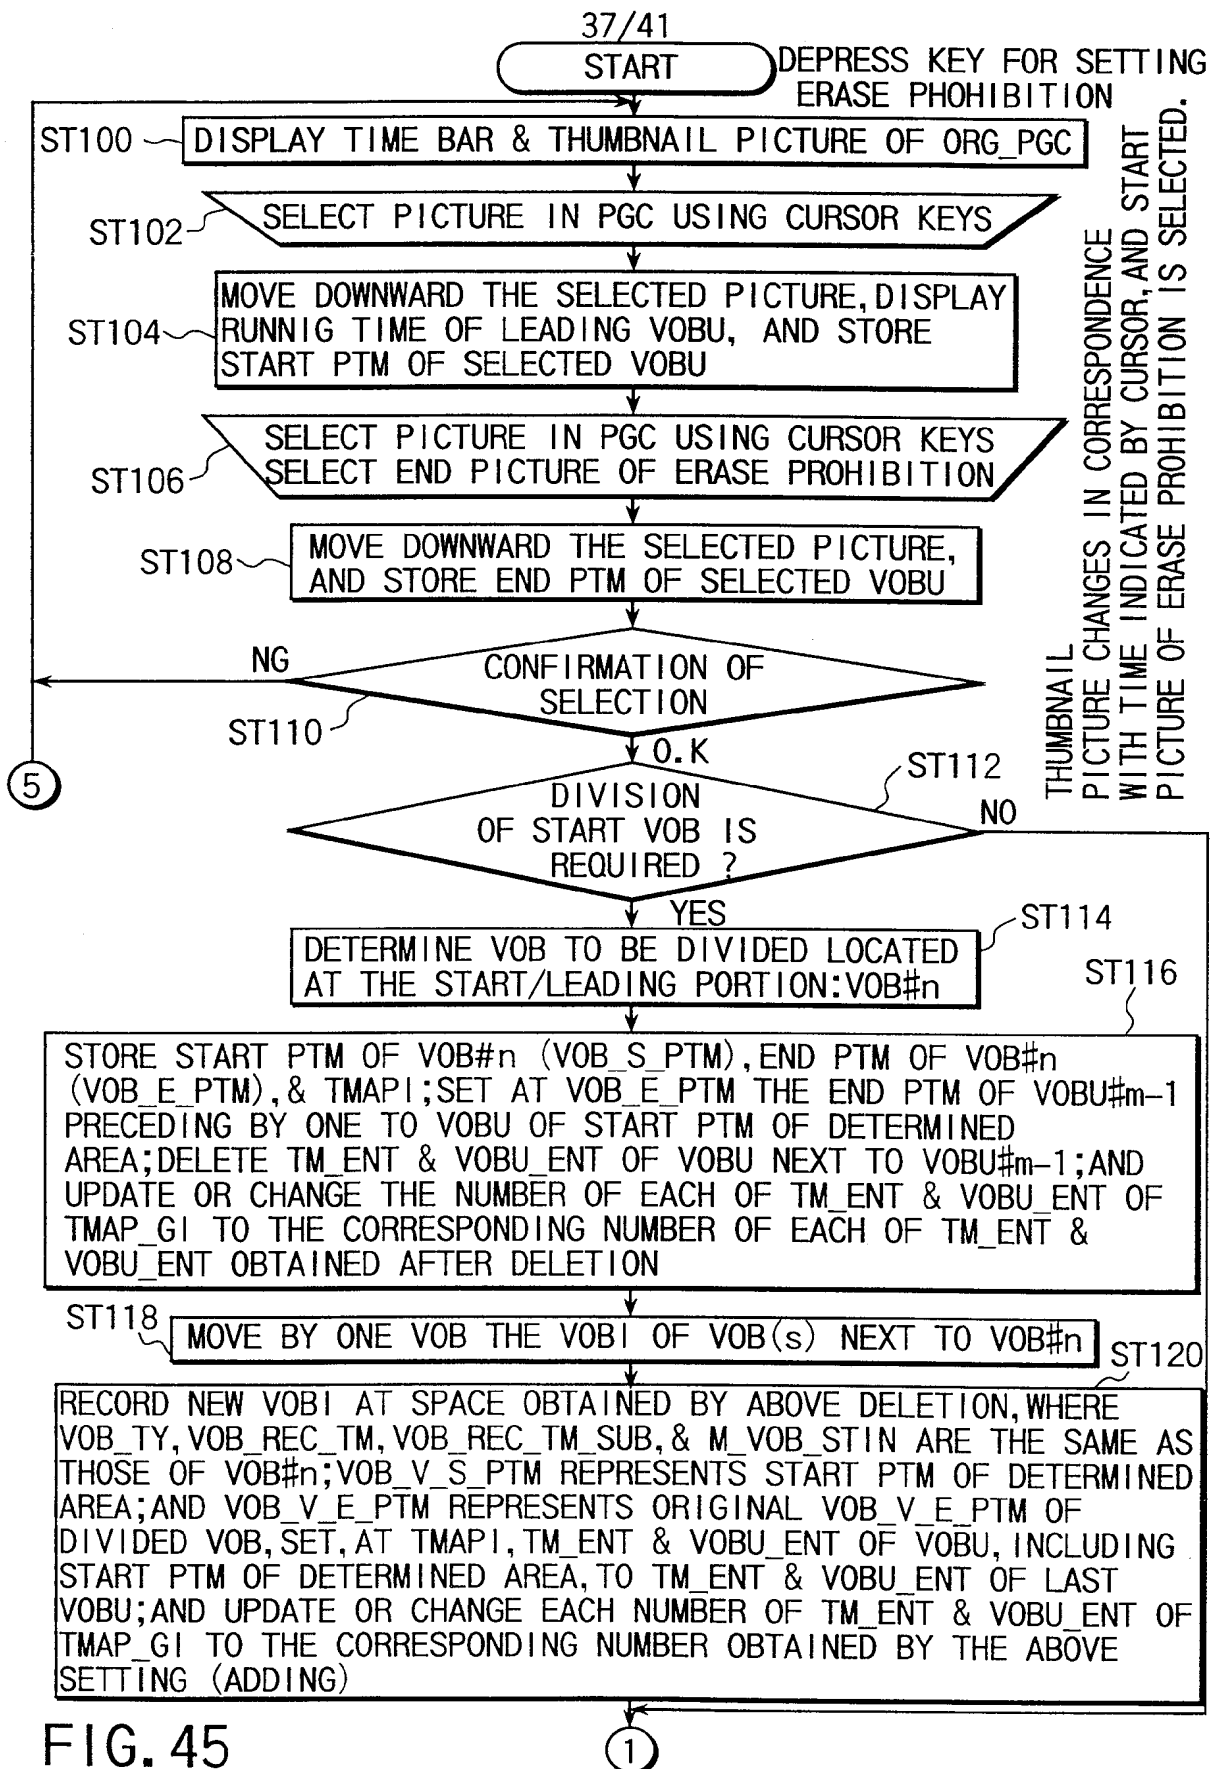 37/41
START
DEPRESS KEY FOR SETTING
ERASE PHOHIBITION
ST100
DISPLAY TIME BAR & THUMBNAIL PICTURE OF ORG_PGC
ST102
SELECT PICTURE IN PGC USING CURSOR KEYS
ST104
MOVE DOWNWARD THE SELECTED PICTURE, DISPLAY
RUNNIG TIME OF LEADING VOBU, AND STORE
START PTM OF SELECTED VOBU
ST106
SELECT PICTURE IN PGC USING CURSOR KEYS
SELECT END PICTURE OF ERASE PROHIBITION
ST108
MOVE DOWNWARD THE SELECTED PICTURE,
AND STORE END PTM OF SELECTED VOBU
THUMBNAIL
PICTURE CHANGES IN CORRESPONDENCE
WITH TIME INDICATED BY CURSOR, AND START
PICTURE OF ERASE PROHIBITION IS SELECTED.
NG
CONFIRMATION OF
SELECTION
ST110
O.K
5
ST112
DIVISION
OF START VOB IS
REQUIRED ?
NO
YES
ST114
DETERMINE VOB TO BE DIVIDED LOCATED
AT THE START/LEADING PORTION:VOB#n
ST116
STORE START PTM OF VOB#n (VOB_S_PTM), END PTM OF VOB#n
(VOB_E_PTM), & TMAPI;SET AT VOB_E_PTM THE END PTM OF VOBU#m-1
PRECEDING BY ONE TO VOBU OF START PTM OF DETERMINED
AREA;DELETE TM_ENT & VOBU_ENT OF VOBU NEXT TO VOBU#m-1;AND
UPDATE OR CHANGE THE NUMBER OF EACH OF TM_ENT & VOBU_ENT OF
TMAP_GI TO THE CORRESPONDING NUMBER OF EACH OF TM_ENT &
VOBU_ENT OBTAINED AFTER DELETION
ST118
MOVE BY ONE VOB THE VOBI OF VOB(s) NEXT TO VOB#n
ST120
RECORD NEW VOBI AT SPACE OBTAINED BY ABOVE DELETION, WHERE
VOB_TY, VOB_REC_TM, VOB_REC_TM_SUB, & M_VOB_STIN ARE THE SAME AS
THOSE OF VOB#n;VOB_V_S_PTM REPRESENTS START PTM OF DETERMINED
AREA;AND VOB_V_E_PTM REPRESENTS ORIGINAL VOB_V_E_PTM OF
DIVIDED VOB, SET, AT TMAPI, TM_ENT & VOBU_ENT OF VOBU, INCLUDING
START PTM OF DETERMINED AREA, TO TM_ENT & VOBU_ENT OF LAST
VOBU;AND UPDATE OR CHANGE EACH NUMBER OF TM_ENT & VOBU_ENT OF
TMAP_GI TO THE CORRESPONDING NUMBER OBTAINED BY THE ABOVE
SETTING (ADDING)
1
FIG. 45